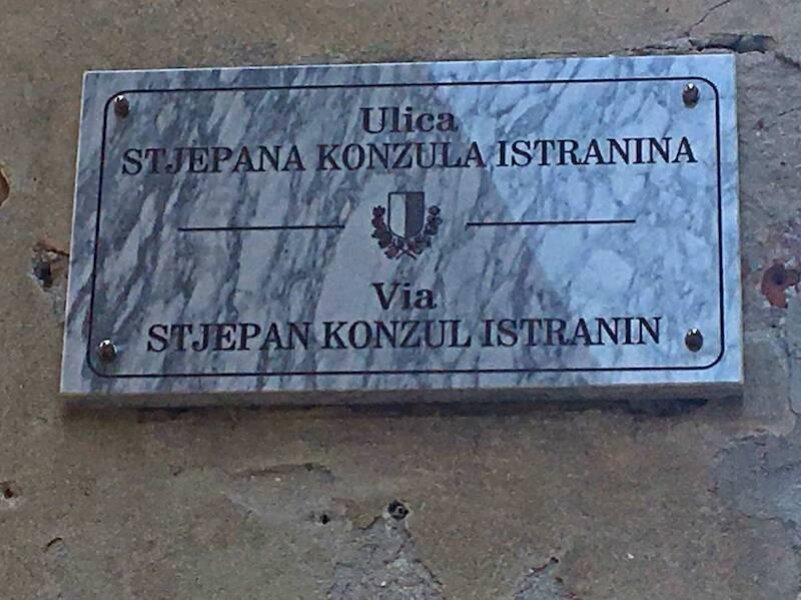 Ulica
STJEPANA KONZULA ISTRANINA
Via
STJEPAN KONZUL ISTRANIN